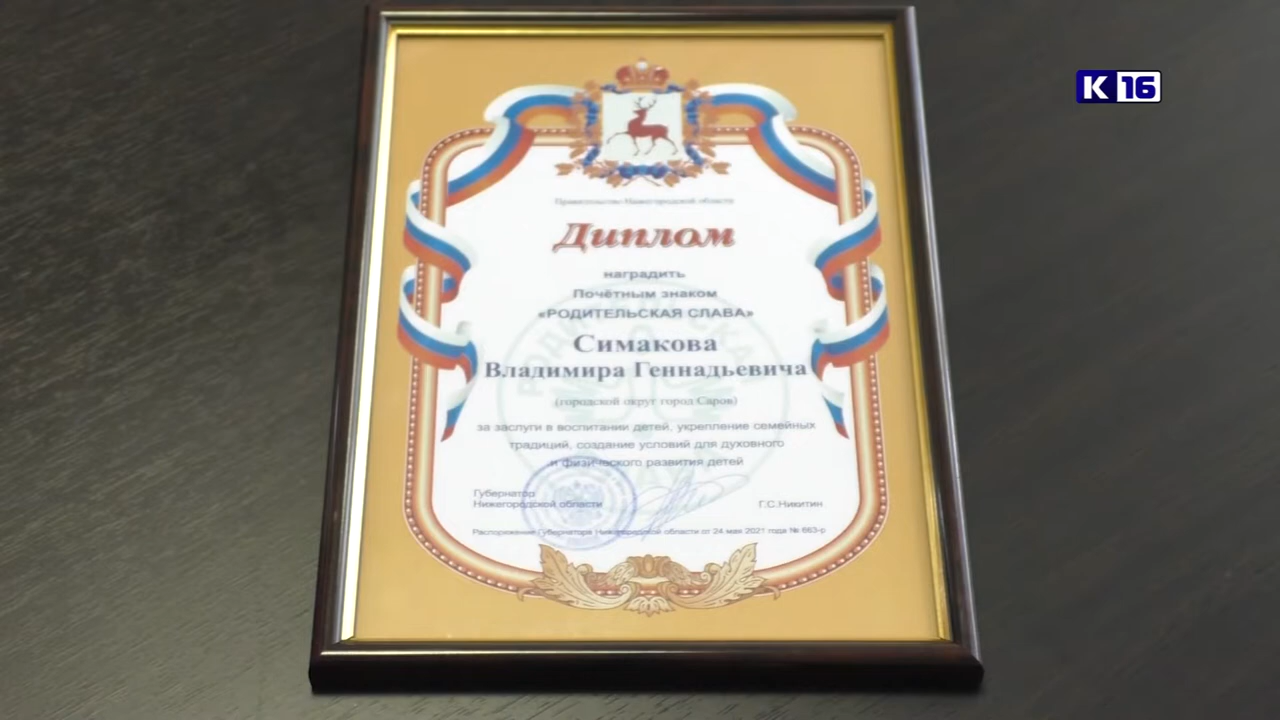 К 16
Правительство Нижегородской области
Диплом
наградить
Почётным знаком
«РОДИТЕЛЬСКАЯ СЛАВА»
Симакова
Владимира Геннадьевича
(городской округ город Саров)
за заслуги в воспитании детей, укрепление семейных
традиций, создание условий для духовного
и физического развития детей
Губернатор
Нижегородской области
Г.С.Никитин
Распоряжение Губернатора Нижегородской области от 24 мая 2021 года № 663-р